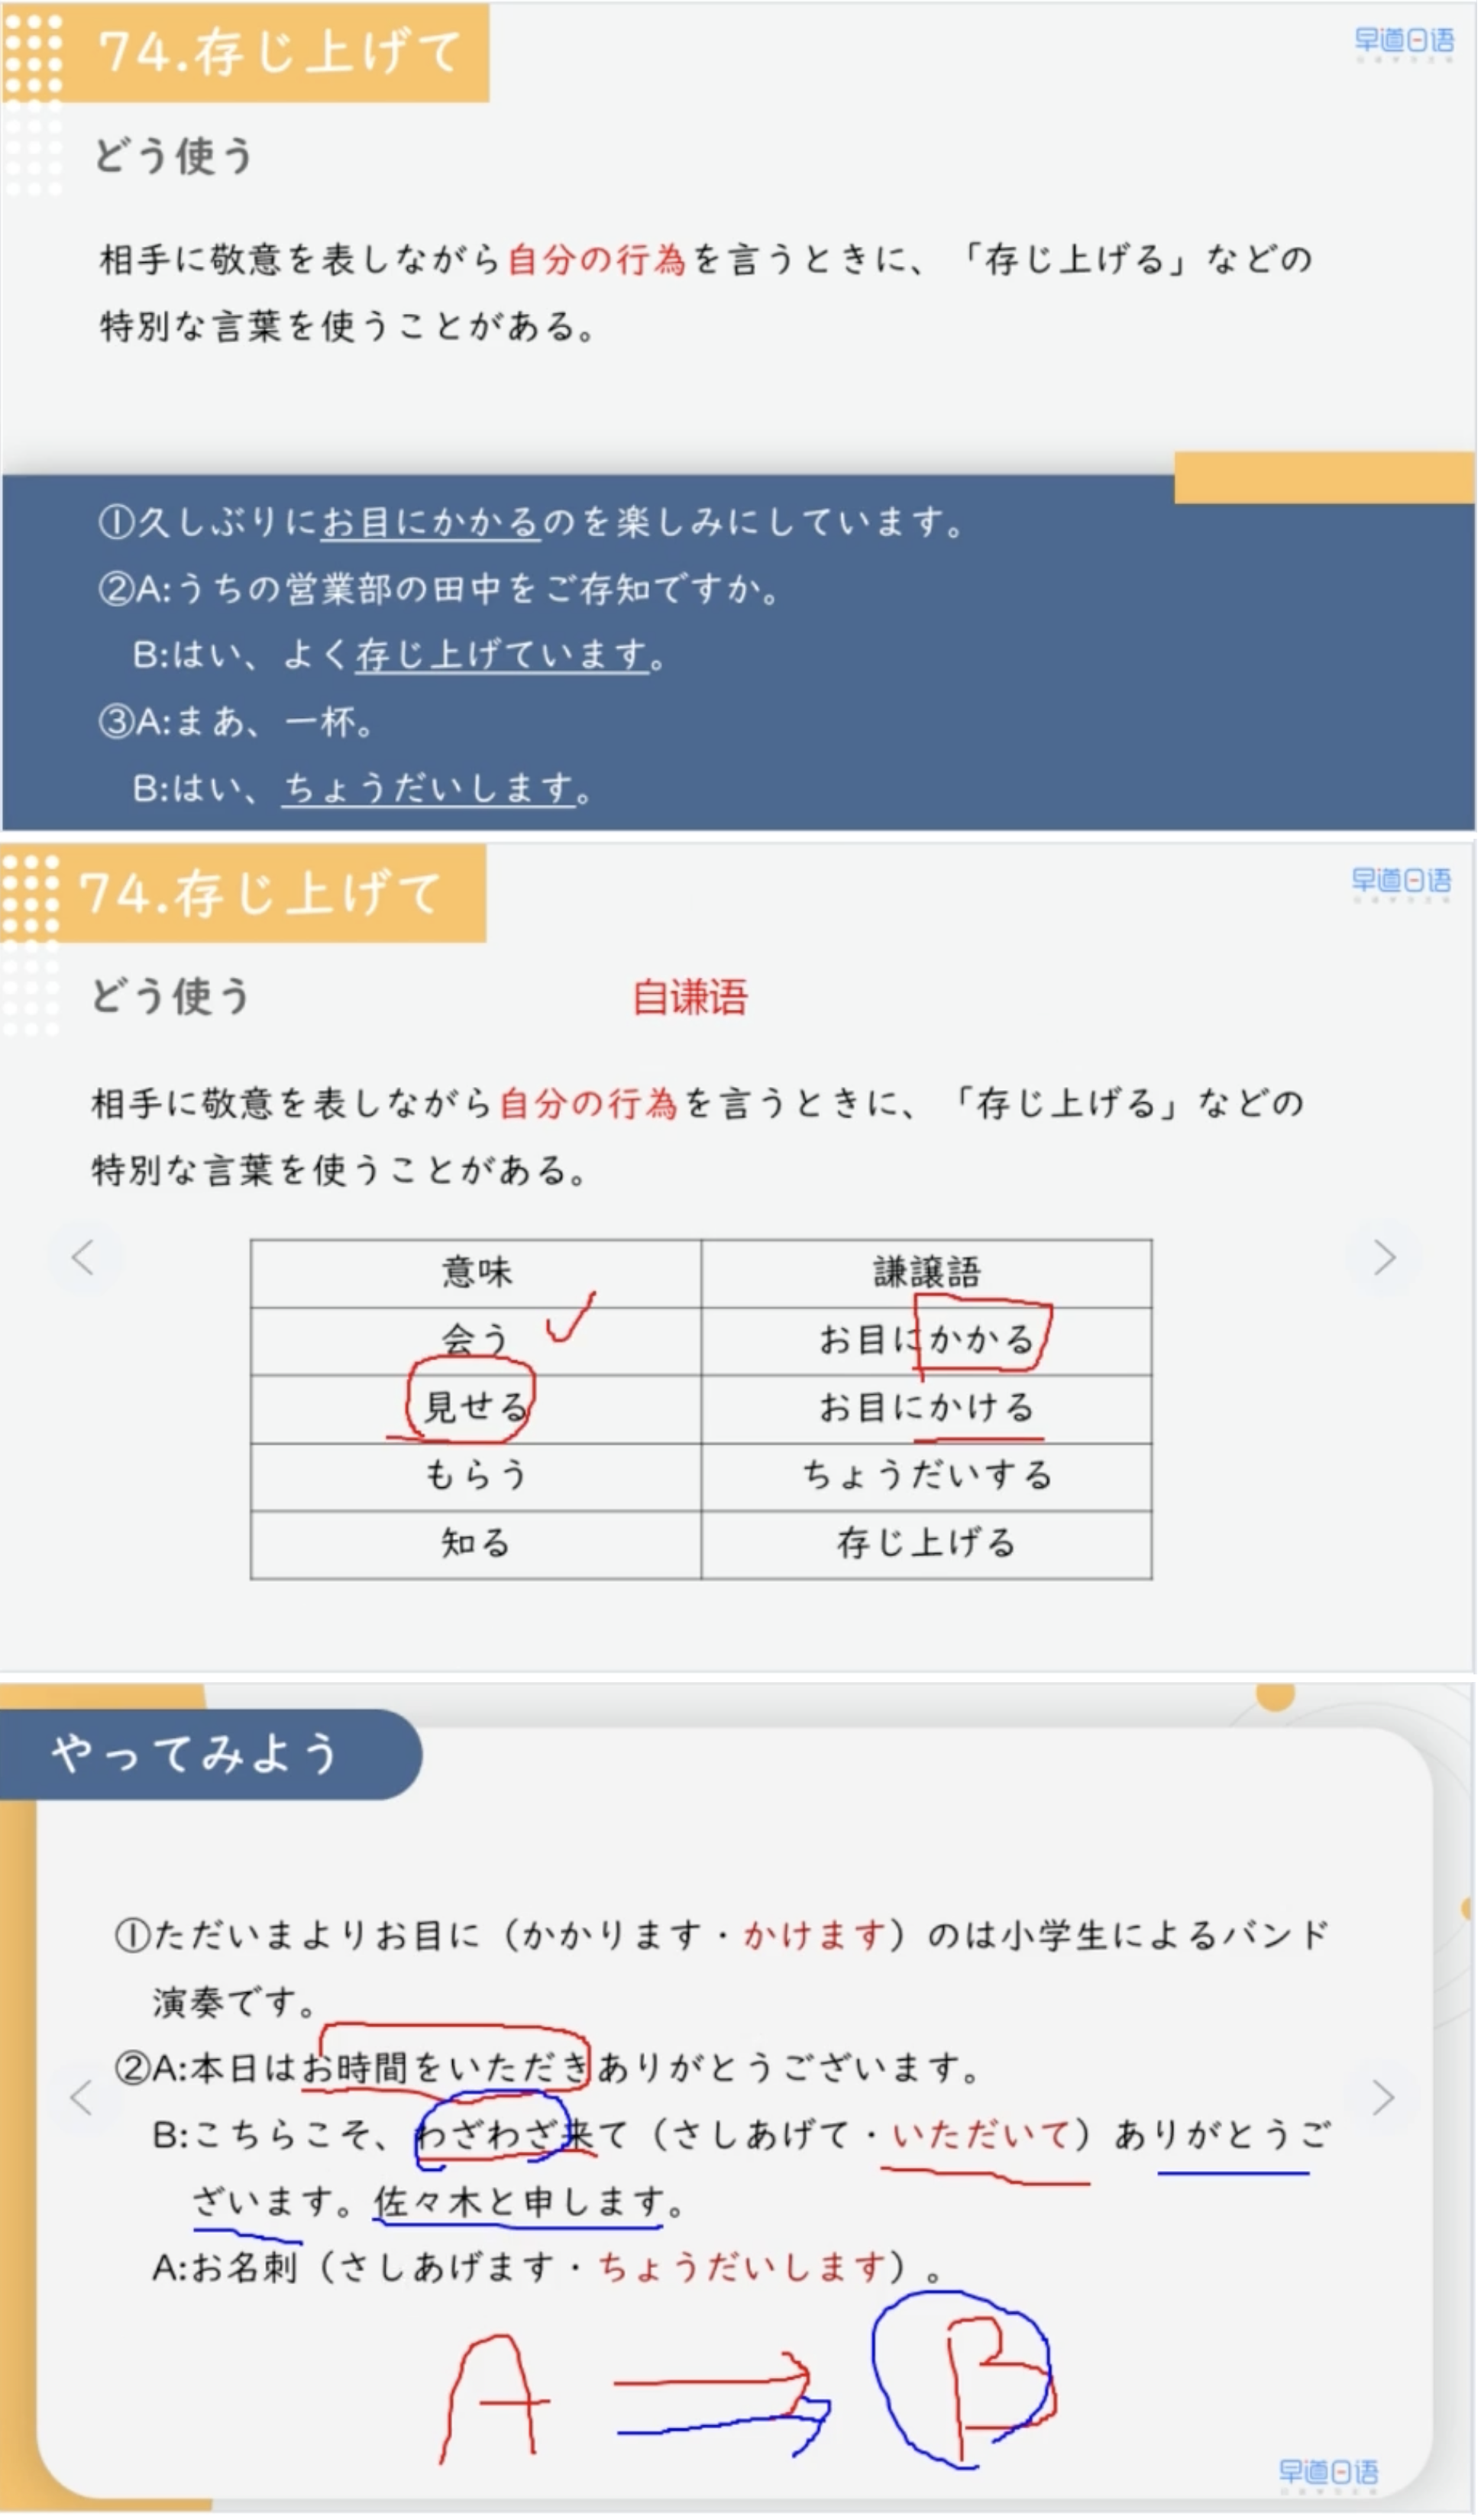 74.存じ上げて
早道日语
どう使う
相手に敬意を表しながら自分の行為を言うときに、「存じ上げる」などの
特別な言葉を使うことがある。
①久しぶりにお目にかかるのを楽しみにしています。
②A:うちの営業部の田中をご存知ですか。
B:はい、よく存じ上げています。
③A:まあ、一杯。
B:はい、ちょうだいします。
74.存じ上げて
早道日语
どう使う
自谦语
相手に敬意を表しながら自分の行為を言うときに、「存じ上げる」などの
特別な言葉を使うことがある。
意味 謙譲語
会う お目にかかる
見せる お目にかける
もらう ちょうだいする
知る 存じ上げる
やってみよう
①ただいまよりお目に（かかります・かけます）のは小学生によるバンド
演奏です。
②A:本日はお時間をいただきありがとうございます。
B:こちらこそ、わざわざ来て（さしあげて・いただいて）ありがとうご
ざいます。佐々木と申します。
A:お名刺（さしあげます・ちょうだいします）。
A B
早道日语